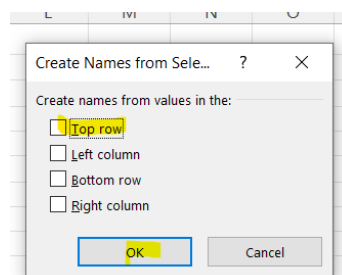 L M N O
Create Names from Sele... ? ×
Create names from values in the:
Top row
Left column
Bottom row
Right column
OK Cancel